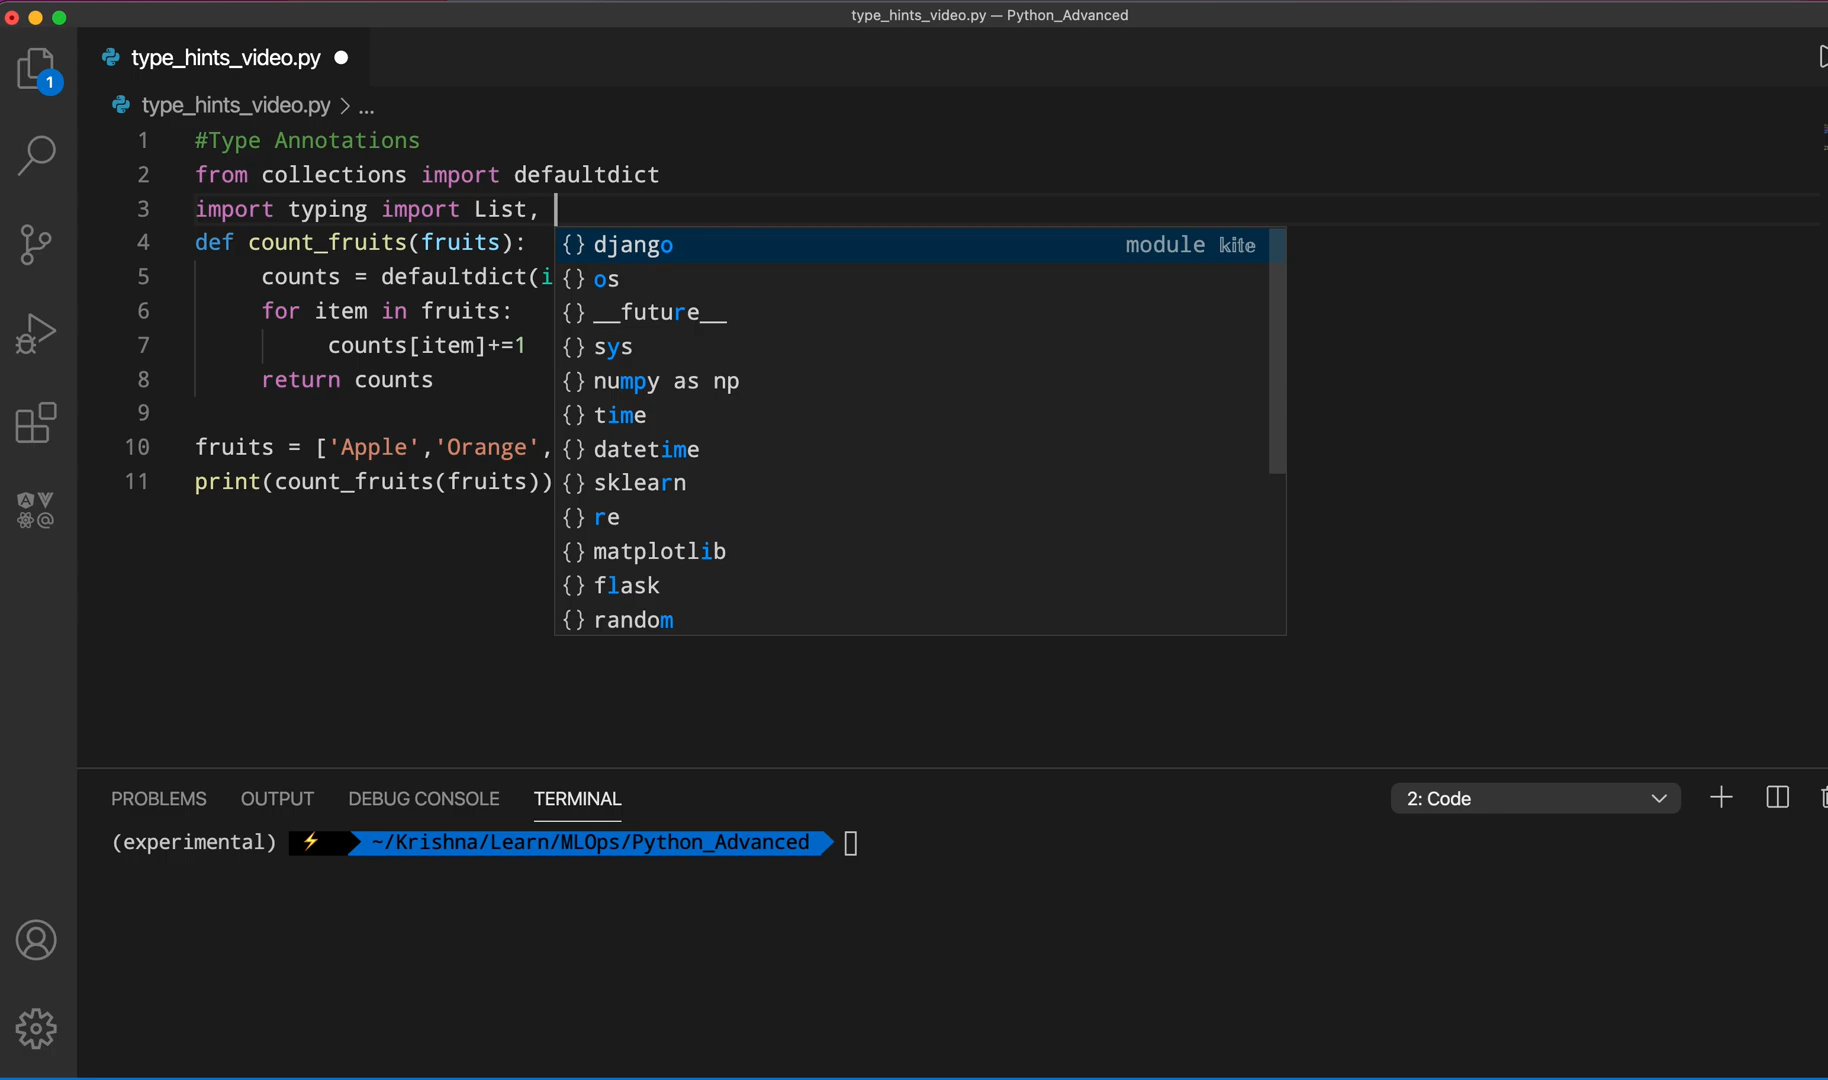 type_hints_video.py — Python_Advanced
type_hints_video.py
1
type_hints_video.py > ...
1 #Type Annotations
2 from collections import defaultdict
3 import typing import List,
4 def count_fruits(fruits):
{} django module kite
5 counts = defaultdict(i
{} os
6 for item in fruits:
{} __future__
7 counts[item]+=1
{} sys
8 return counts
{} numpy as np
9
{} time
10 fruits = ['Apple','Orange',
{} datetime
11 print(count_fruits(fruits))
{} sklearn
{} re
{} matplotlib
{} flask
{} random
PROBLEMS OUTPUT DEBUG CONSOLE TERMINAL 2: Code
(experimental) ~/Krishna/Learn/MLOps/Python_Advanced